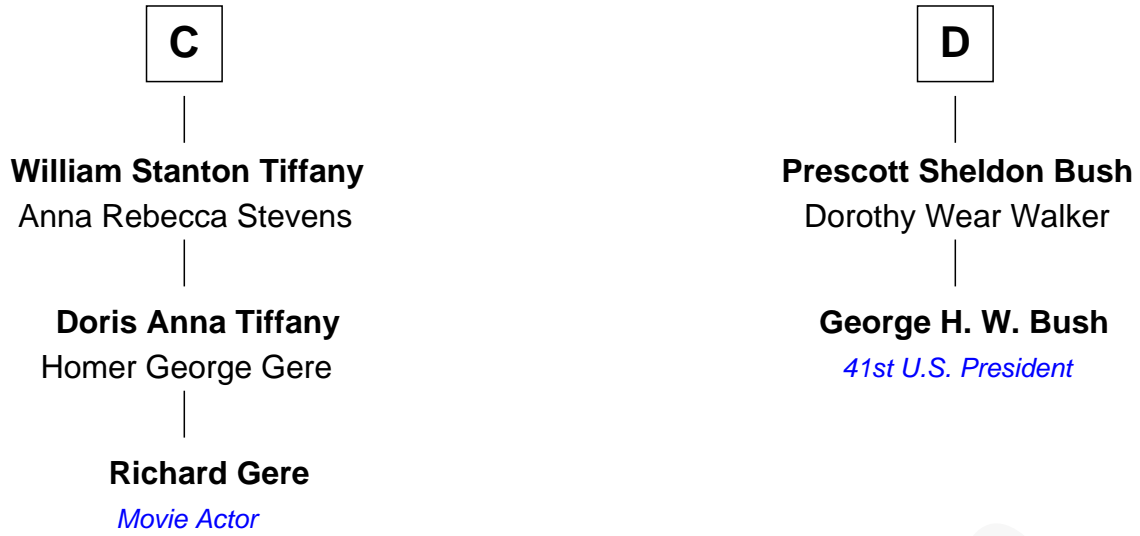 C
William Stanton Tiffany
Anna Rebecca Stevens
Doris Anna Tiffany
Homer George Gere
Richard Gere
Movie Actor
D
Prescott Sheldon Bush
Dorothy Wear Walker
George H. W. Bush
41st U.S. President